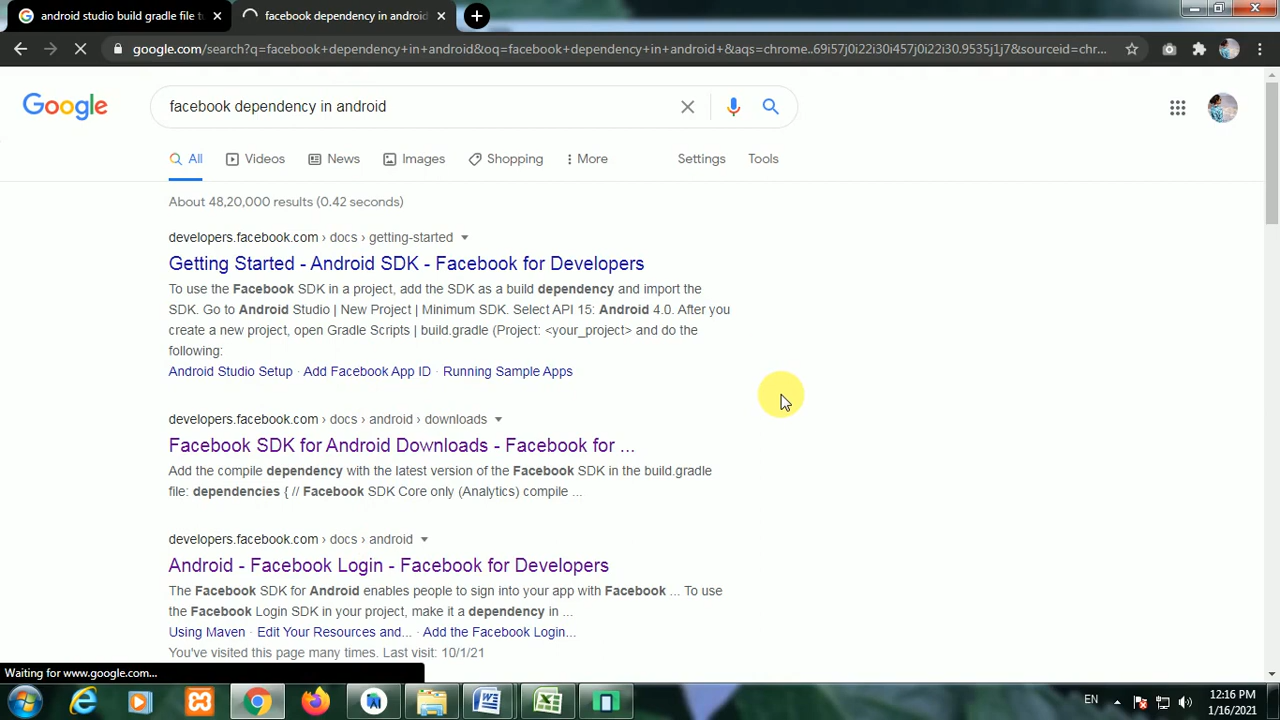 android studio build gradle file tu
facebook dependency in android
google.com/search?q=facebook+dependency+in+android&oq=facebook+dependency+in+android+&aqs=chrome..69i57j0i22i30i457j0i22i30.9535j1j7&sourceid=chr...
Google
facebook dependency in android
All
Videos
News
Images
Shopping
More
Settings
Tools
About 48,20,000 results (0.42 seconds)
developers.facebook.com › docs › getting-started
Getting Started - Android SDK - Facebook for Developers
To use the Facebook SDK in a project, add the SDK as a build dependency and import the
SDK. Go to Android Studio | New Project | Minimum SDK. Select API 15: Android 4.0. After you
create a new project, open Gradle Scripts | build.gradle (Project: <your_project> and do the
following:
Android Studio Setup · Add Facebook App ID · Running Sample Apps
developers.facebook.com › docs › android › downloads
Facebook SDK for Android Downloads - Facebook for ...
Add the compile dependency with the latest version of the Facebook SDK in the build.gradle
file: dependencies { // Facebook SDK Core only (Analytics) compile ...
developers.facebook.com › docs › android
Android - Facebook Login - Facebook for Developers
The Facebook SDK for Android enables people to sign into your app with Facebook ... To use
the Facebook Login SDK in your project, make it a dependency in ...
Using Maven · Edit Your Resources and... · Add the Facebook Login...
You've visited this page many times. Last visit: 10/1/21
Waiting for www.google.com...
EN
12:16 PM
1/16/2021